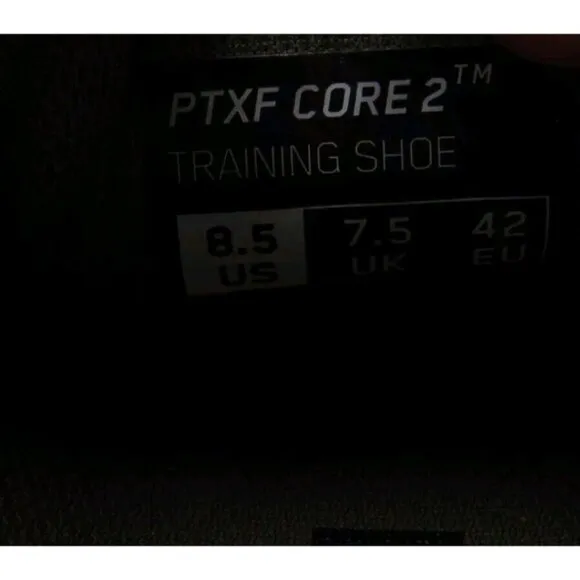 PTXF CORE 2™
TRAINING SHOE
8.5 7.5 42
US UK EU